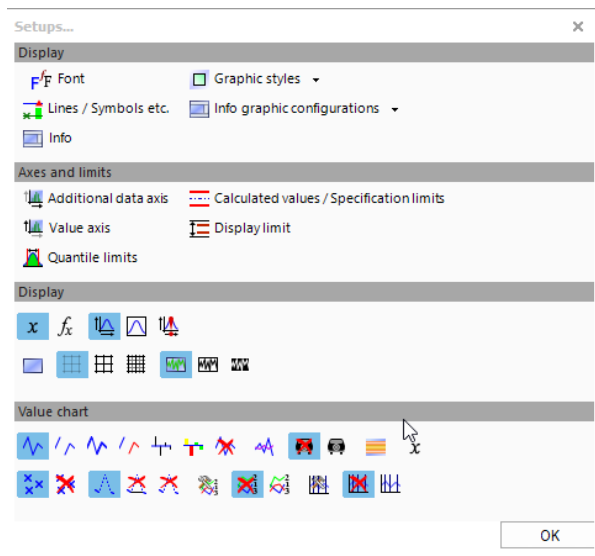 Setups...
Display
Font Graphic styles
Lines / Symbols etc. Info graphic configurations
Info
Axes and limits
Additional data axis Calculated values / Specification limits
Value axis Display limit
Quantile limits
Display
x fx
Value chart
x
OK